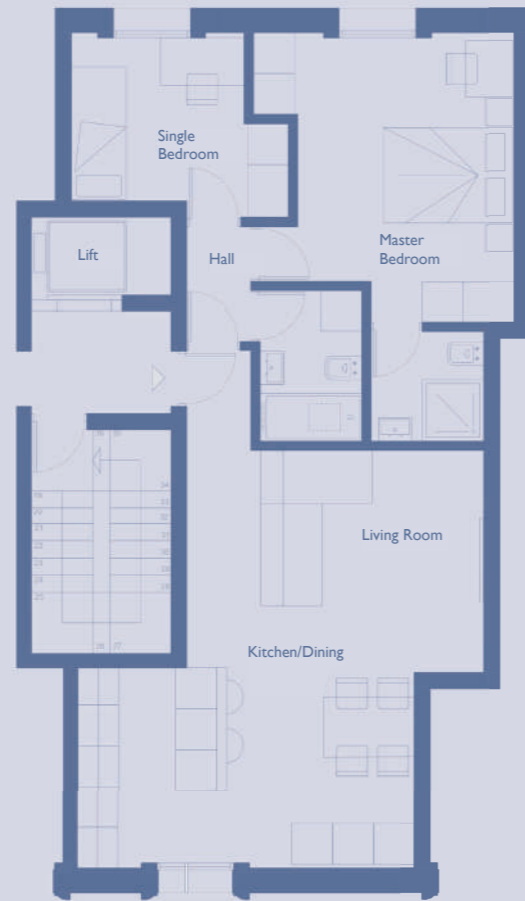 Single
Bedroom
Master
Bedroom
Lift
Hall
Living Room
Kitchen/Dining